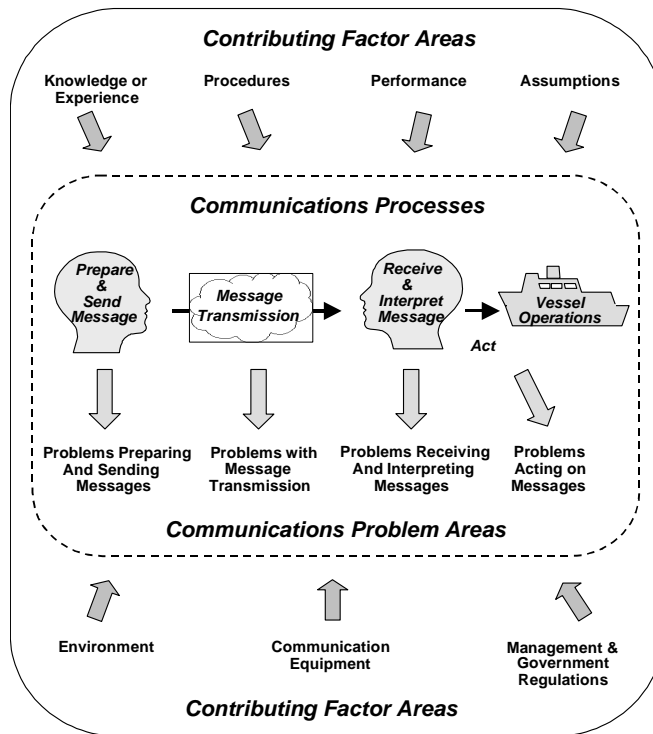 Contributing Factor Areas
Knowledge or
Experience
Procedures
Performance
Assumptions
Communications Processes
Prepare
&
Send
Message
Message
Transmission
Receive
&
Interpret
Message
Act
Vessel
Operations
Problems Preparing
And Sending
Messages
Problems with
Message
Transmission
Problems Receiving
And Interpreting
Messages
Problems
Acting on
Messages
Communications Problem Areas
Environment
Communication
Equipment
Management &
Government
Regulations
Contributing Factor Areas